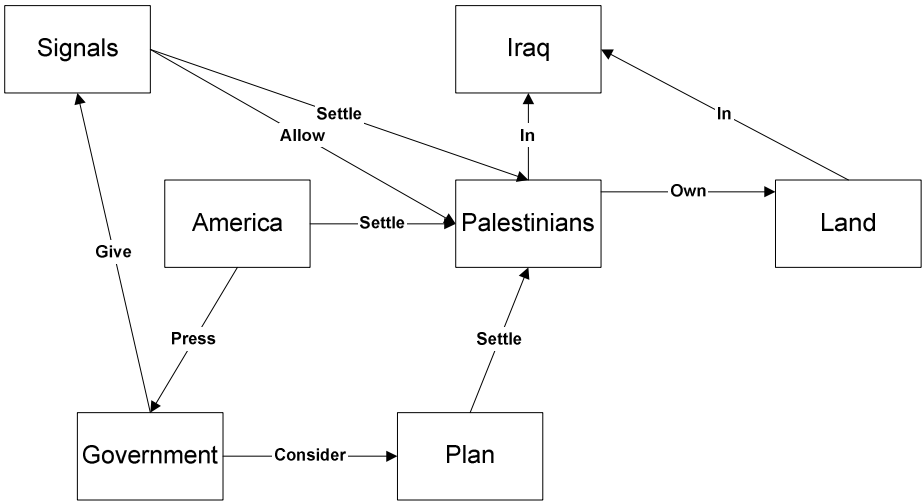 Signals
Iraq
Settle
Allow
In
In
America
Settle
Palestinians
Own
Land
Give
Press
Settle
Government
Consider
Plan